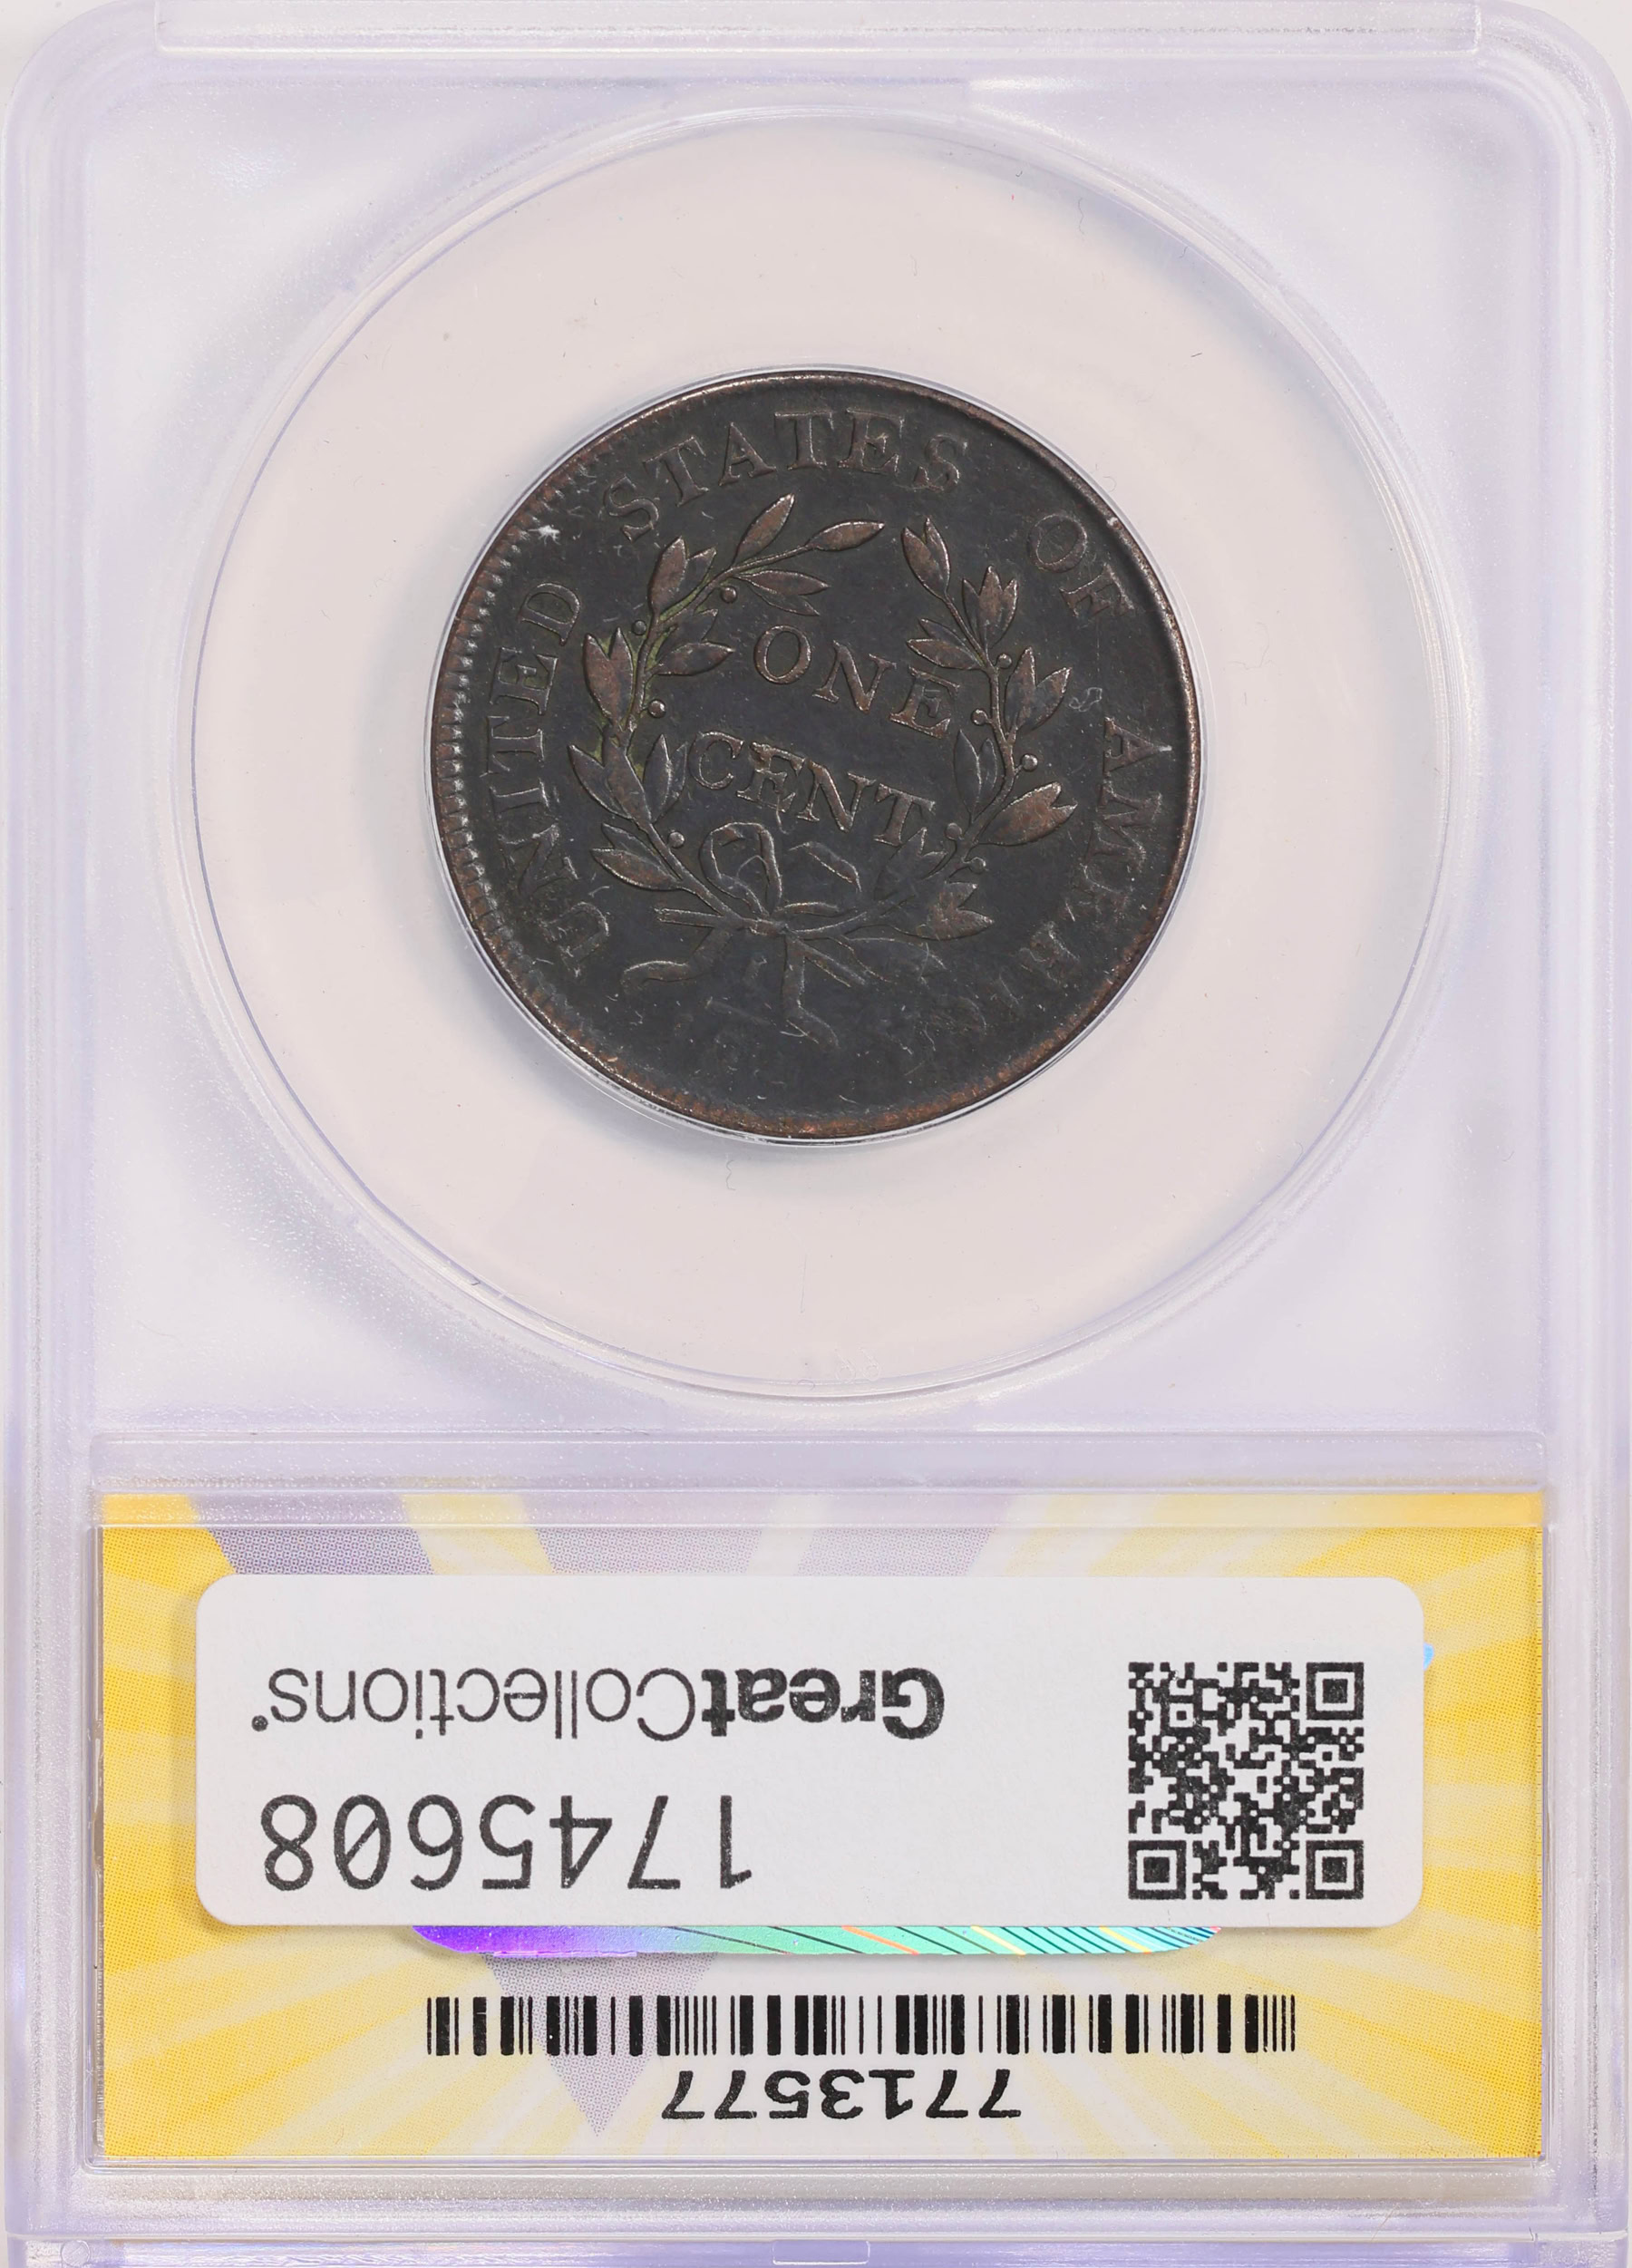 UNITED STATES OF AMERICA
ONE
CENT
GreatCollections®
1745608
7713577